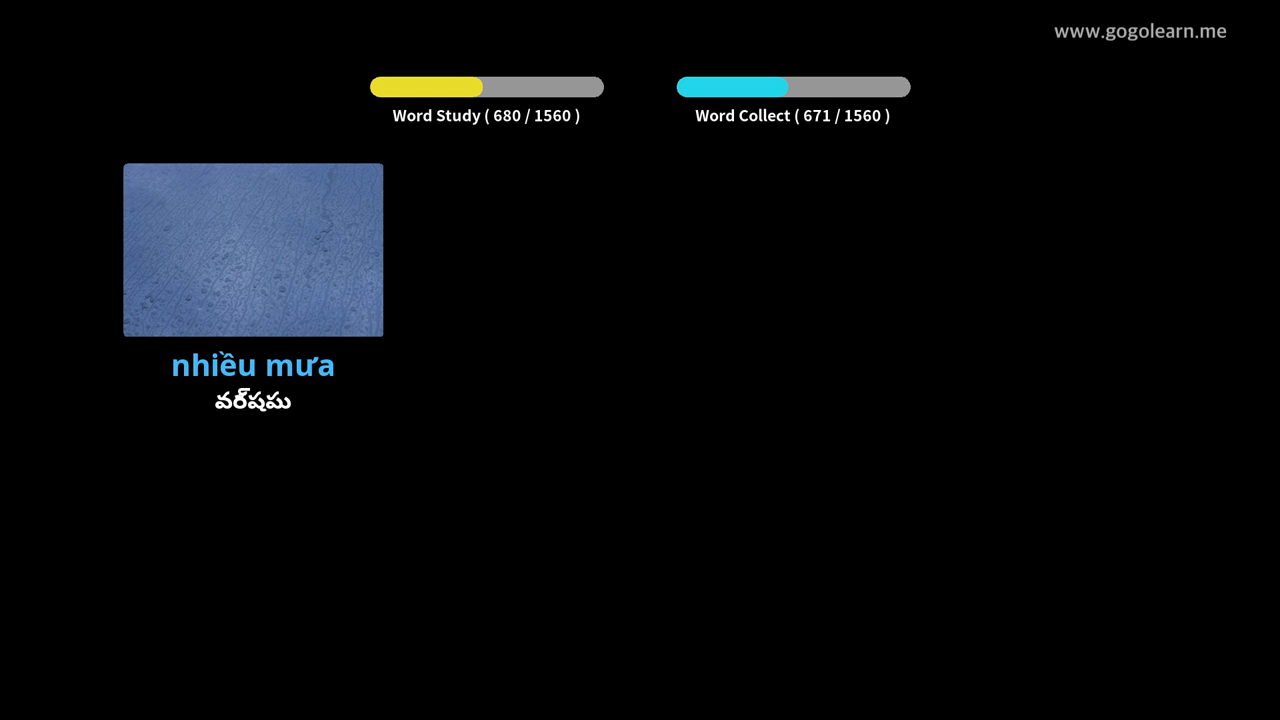 www.gogolearn.me
Word Study ( 680 / 1560 )
Word Collect ( 671 / 1560 )
nhiều mưa
వర్‌షపు